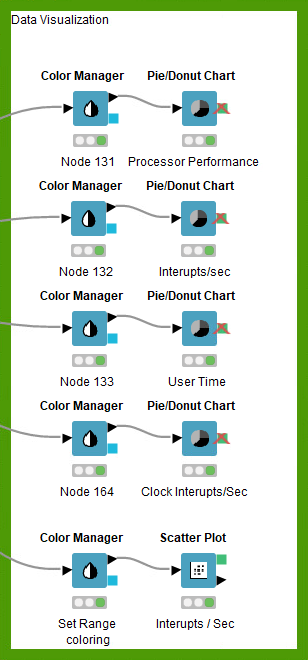 Data Visualization
Color Manager Pie/Donut Chart
Node 131 Processor Performance
Color Manager Pie/Donut Chart
Node 132 Interupts/sec
Color Manager Pie/Donut Chart
Node 133 User Time
Color Manager Pie/Donut Chart
Node 164 Clock Interupts/Sec
Color Manager Scatter Plot
Set Range Interupts / Sec
coloring